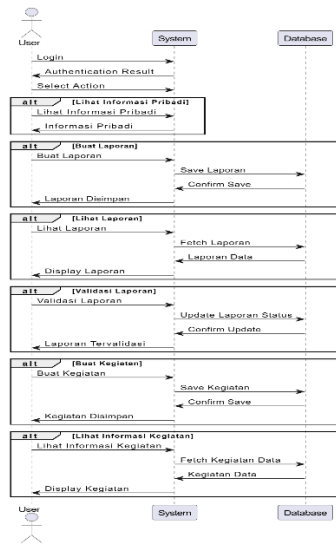 User System Database
Login
Authentication Result
Select Action
alt [Lihat Informasi Pribadi]
Lihat Informasi Pribadi
Informasi Pribadi
alt [Buat Laporan]
Buat Laporan
Save Laporan
Confirm Save
Laporan Disimpan
alt [Lihat Laporan]
Lihat Laporan
Fetch Laporan
Laporan Data
Display Laporan
alt [Validasi Laporan]
Validasi Laporan
Update Laporan Status
Confirm Update
Laporan Tervalidasi
alt [Buat Kegiatan]
Buat Kegiatan
Save Kegiatan
Confirm Save
Kegiatan Disimpan
alt [Lihat Informasi Kegiatan]
Lihat Informasi Kegiatan
Fetch Kegiatan Data
Kegiatan Data
Display Kegiatan
User System Database